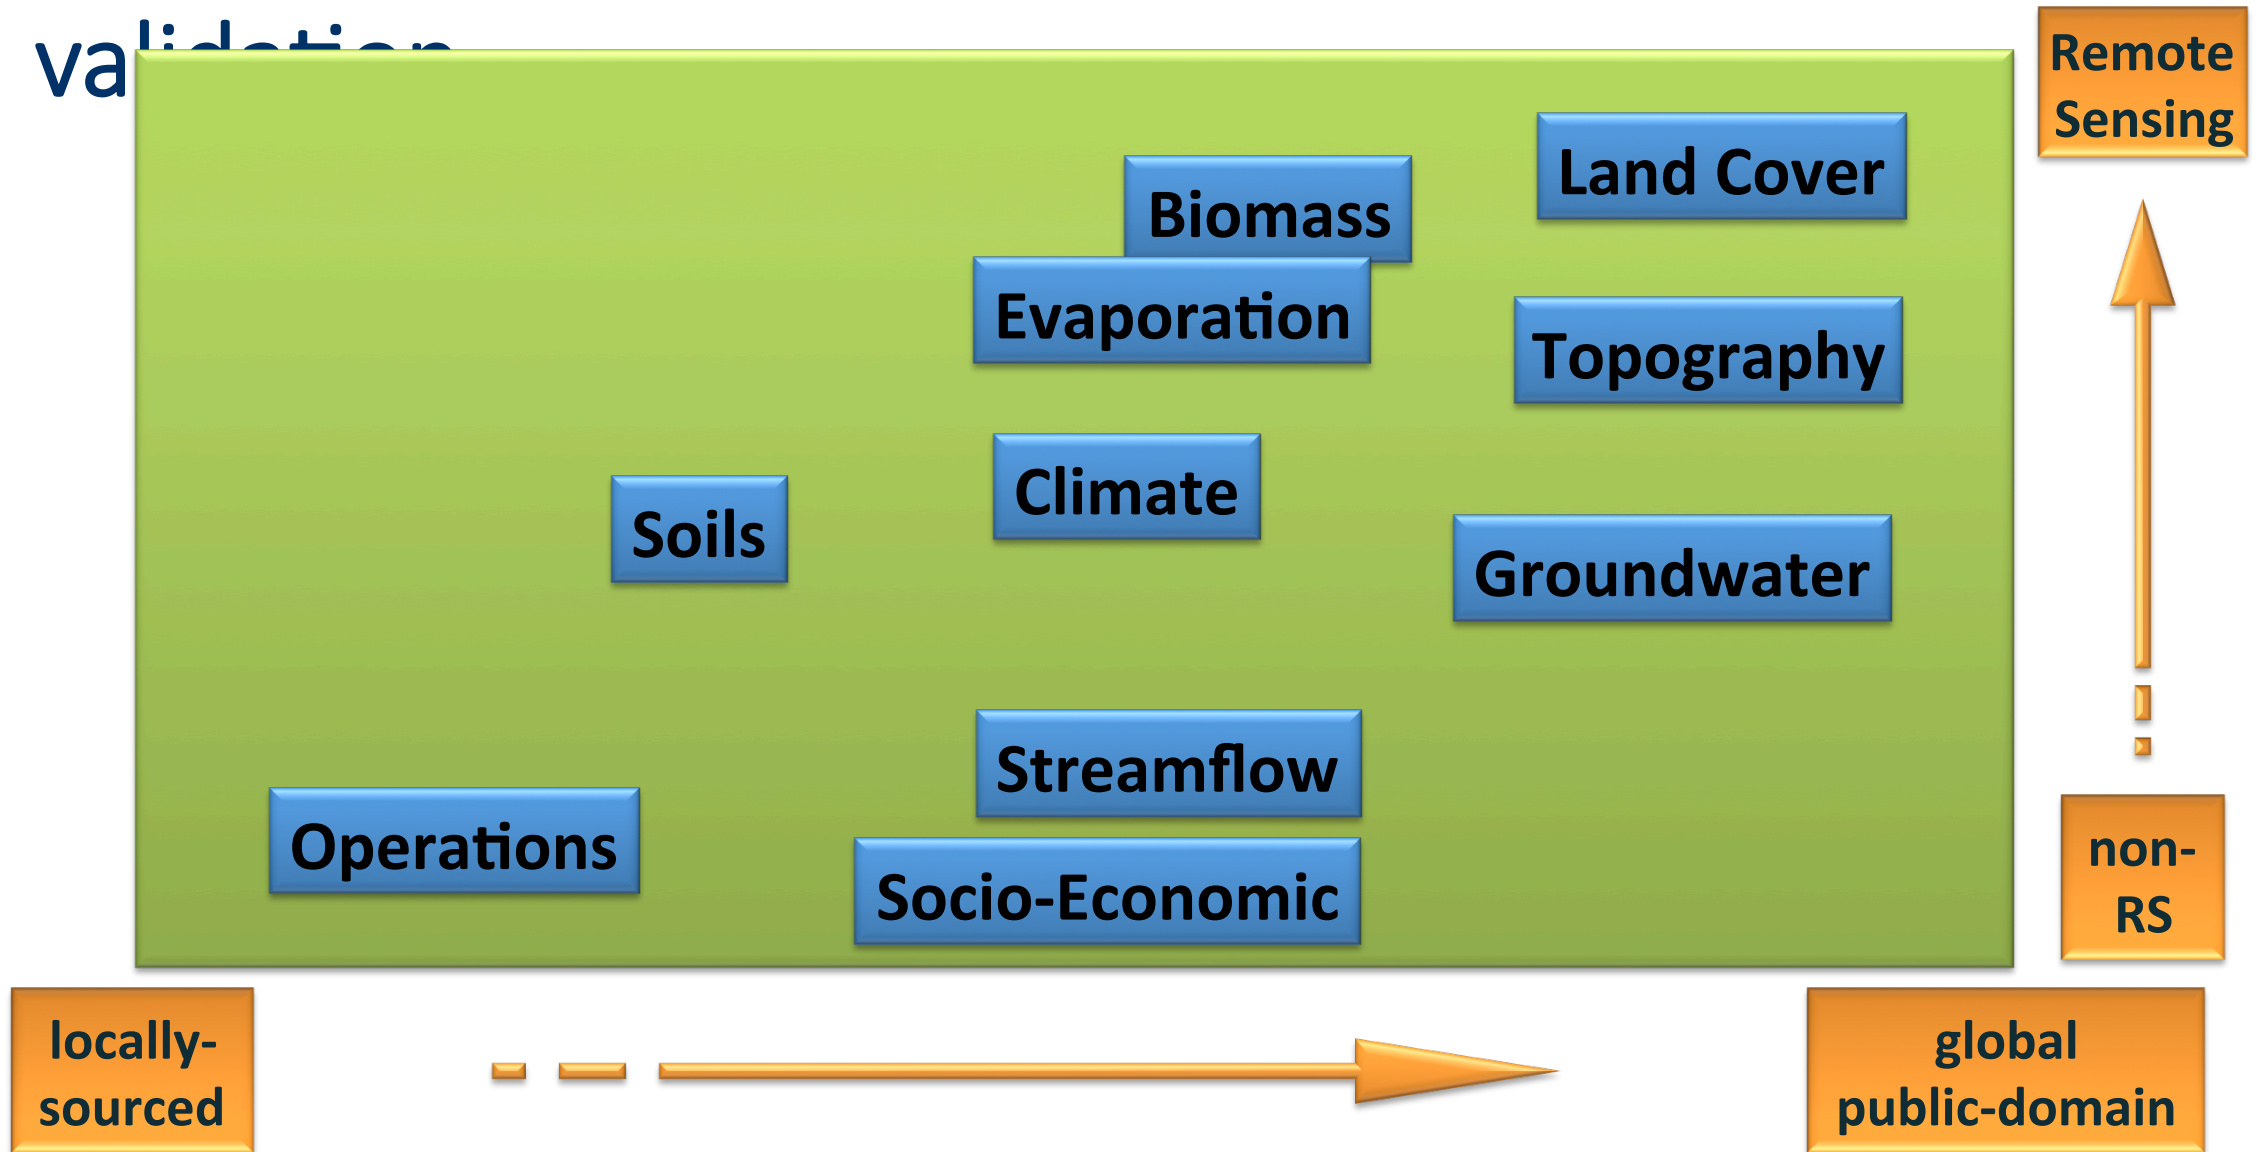 validation
Remote
Sensing
Land Cover
Biomass
Evaporation
Topography
Climate
Soils
Groundwater
Streamflow
Operations
Socio-Economic
non-
RS
locally-
sourced
global
public-domain